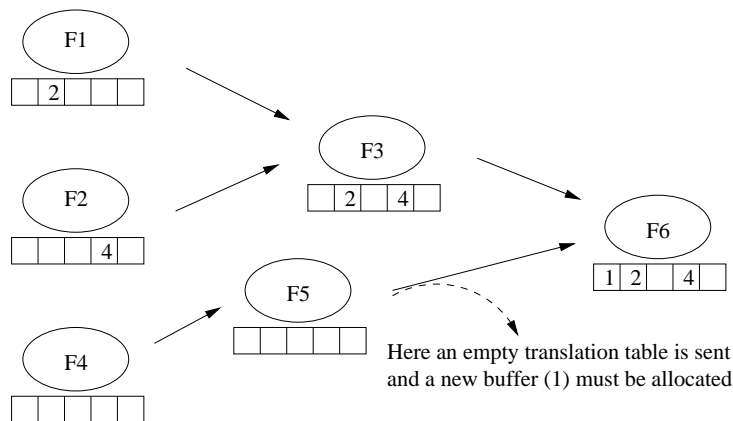 F1
2
F2
4
F3
2 4
F4
F5
F6
1 2 4
Here an empty translation table is sent
and a new buffer (1) must be allocated